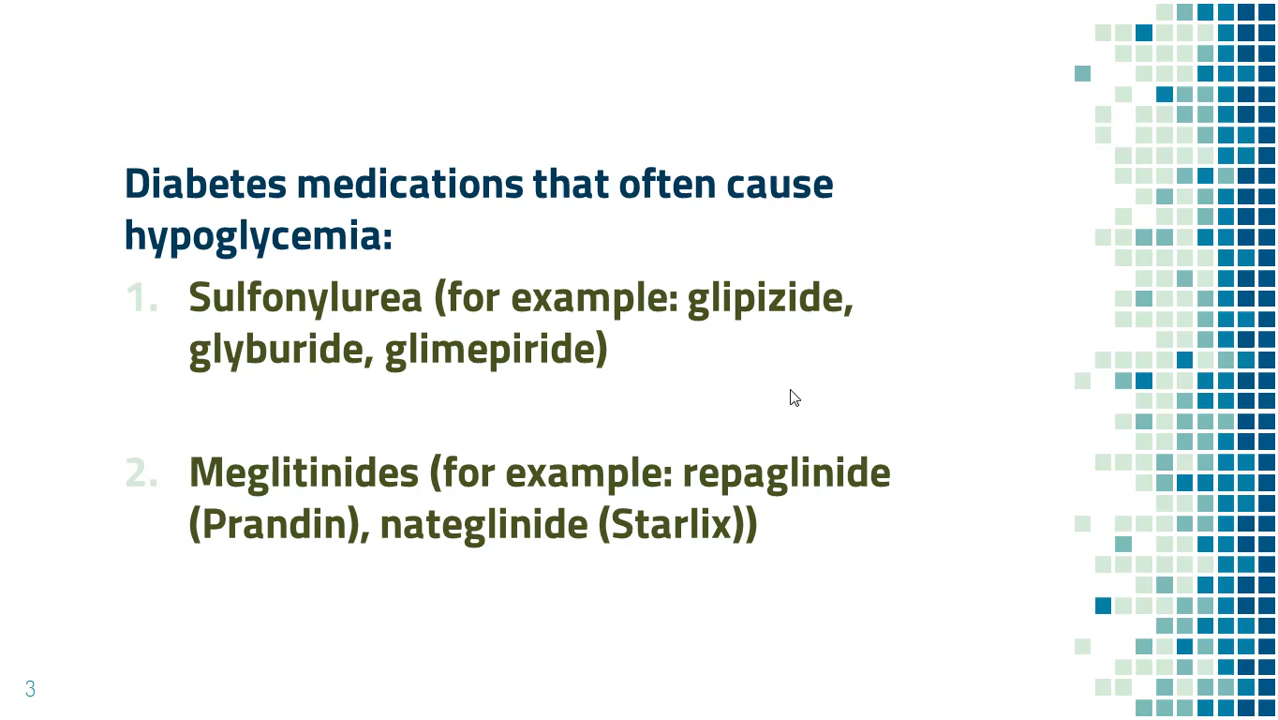 Diabetes medications that often cause
hypoglycemia:
1. Sulfonylurea (for example: glipizide,
glyburide, glimepiride)
2. Meglitinides (for example: repaglinide
(Prandin), nateglinide (Starlix))
3